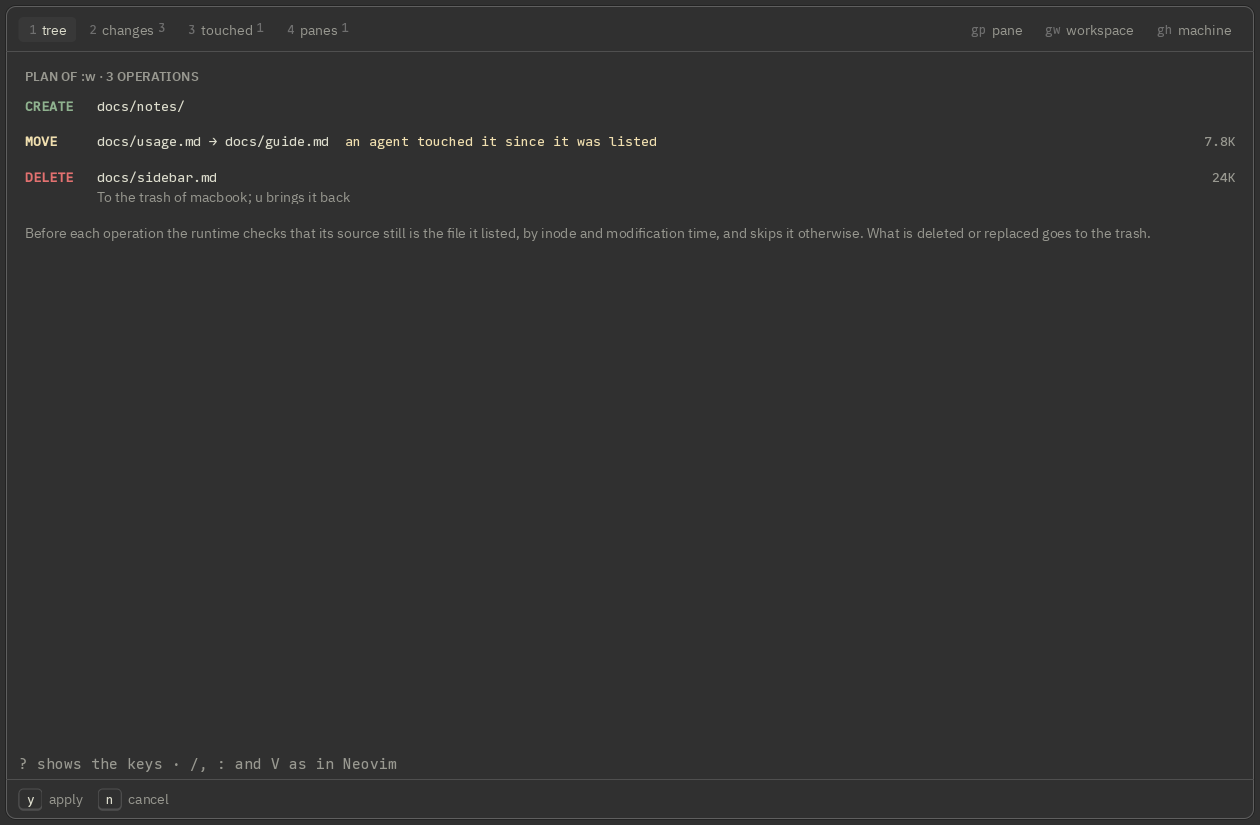 1 tree 2 changes 3 3 touched 1 4 panes 1 gp pane gw workspace gh machine
PLAN OF :w · 3 OPERATIONS
CREATE docs/notes/
MOVE docs/usage.md → docs/guide.md an agent touched it since it was listed 7.8K
DELETE docs/sidebar.md 24K
To the trash of macbook; u brings it back
Before each operation the runtime checks that its source still is the file it listed, by inode and modification time, and skips it otherwise. What is deleted or replaced goes to the trash.
? shows the keys · /, : and V as in Neovim
y apply n cancel